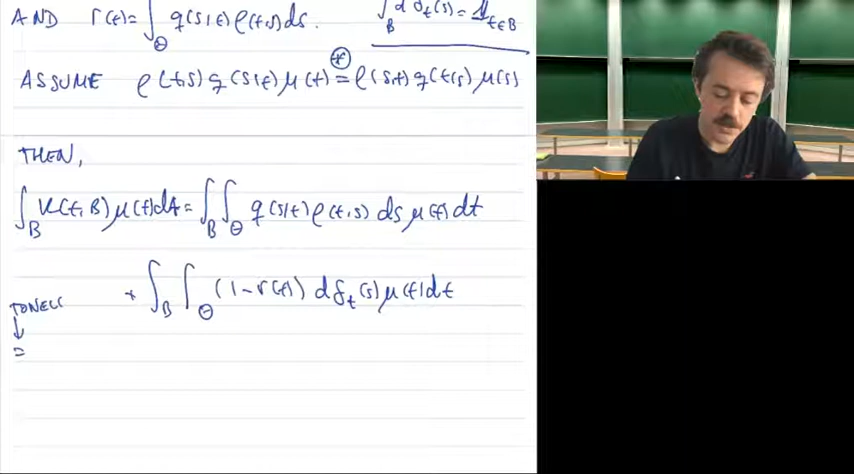 AND r(t) = ∫_Θ q(s|t) ρ(t,s) ds.
∫_B d δ_t(s) = 𝟙_{t∈B}
ASSUME ρ(t,s) q(s|t) μ(t) \overset{⊛}{=} ρ(s,t) q(t|s) μ(s)
THEN,
∫_B K(t,B) μ(t) dt = ∫_B ∫_Θ q(s|t) ρ(t,s) ds μ(t) dt
+ ∫_B ∫_Θ (1 - r(t)) d δ_t(s) μ(t) dt
TONELLI
↓
=